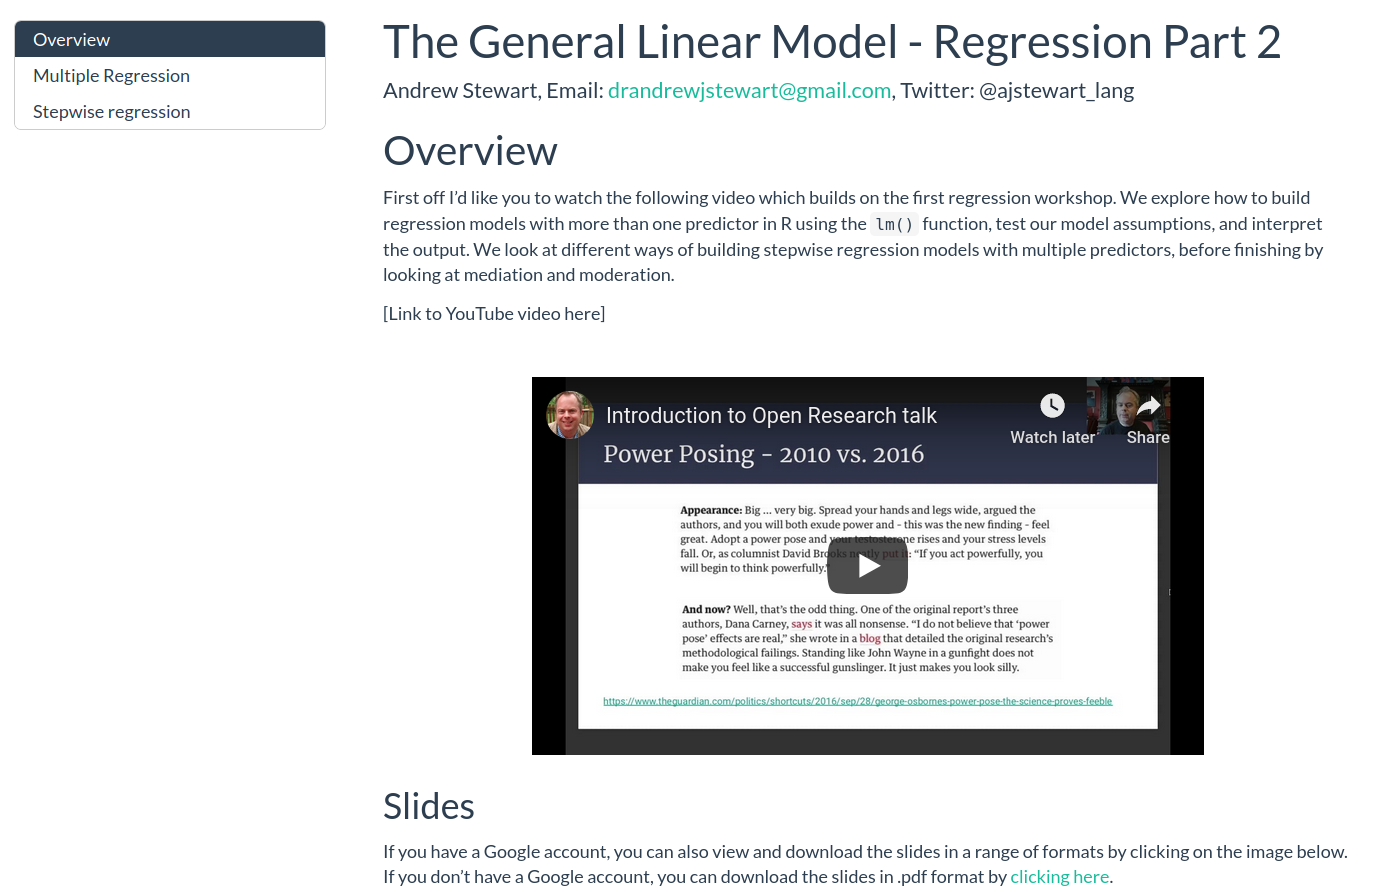 Overview
Multiple Regression
Stepwise regression
The General Linear Model - Regression Part 2
Andrew Stewart, Email: drandrewjstewart@gmail.com, Twitter: @ajstewart_lang
Overview
First off I’d like you to watch the following video which builds on the first regression workshop. We explore how to build
regression models with more than one predictor in R using the lm() function, test our model assumptions, and interpret
the output. We look at different ways of building stepwise regression models with multiple predictors, before finishing by
looking at mediation and moderation.
[Link to YouTube video here]
Introduction to Open Research talk
Watch later
Share
Power Posing - 2010 vs. 2016
Appearance: Big ... very big. Spread your hands and legs wide, argued the
authors, and you will both exude power and - this was the new finding - feel
great. Adopt a power pose and your testosterone rises and your stress levels
fall. Or, as columnist David Brooks neatly put it: “If you act powerfully, you
will begin to think powerfully.”
And now? Well, that’s the odd thing. One of the original report’s three
authors, Dana Carney, says it was all nonsense. “I do not believe that ‘power
pose’ effects are real,” she wrote in a blog that detailed the original research’s
methodological failings. Standing like John Wayne in a gunfight does not
make you feel like a successful gunslinger. It just makes you look silly.
https://www.theguardian.com/politics/shortcuts/2016/sep/28/george-osbornes-power-pose-the-science-proves-feeble
Slides
If you have a Google account, you can also view and download the slides in a range of formats by clicking on the image below.
If you don’t have a Google account, you can download the slides in .pdf format by clicking here.